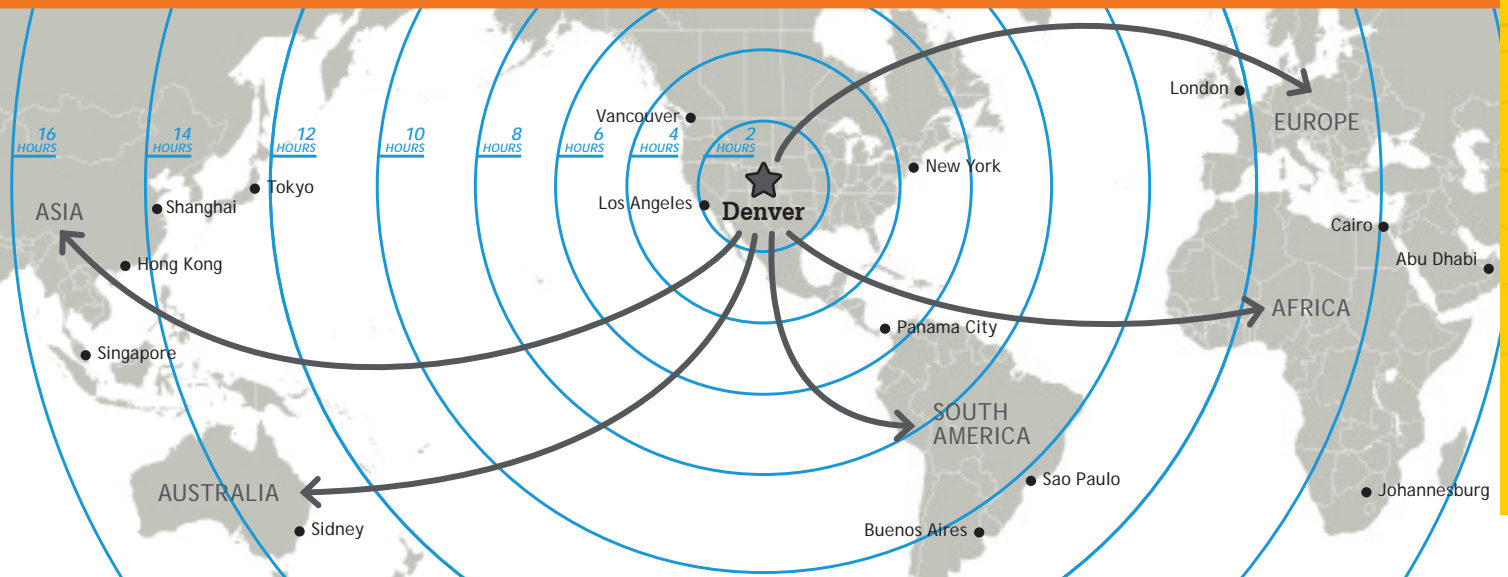 London
EUROPE
Vancouver
16
HOURS
14
HOURS
12
HOURS
10
HOURS
8
HOURS
6
HOURS
4
HOURS
2
HOURS
New York
Tokyo
Shanghai
ASIA
Los Angeles
Denver
Cairo
Abu Dhabi
Hong Kong
AFRICA
Panama City
Singapore
SOUTH
AMERICA
Sao Paulo
AUSTRALIA
Johannesburg
Sidney
Buenos Aires